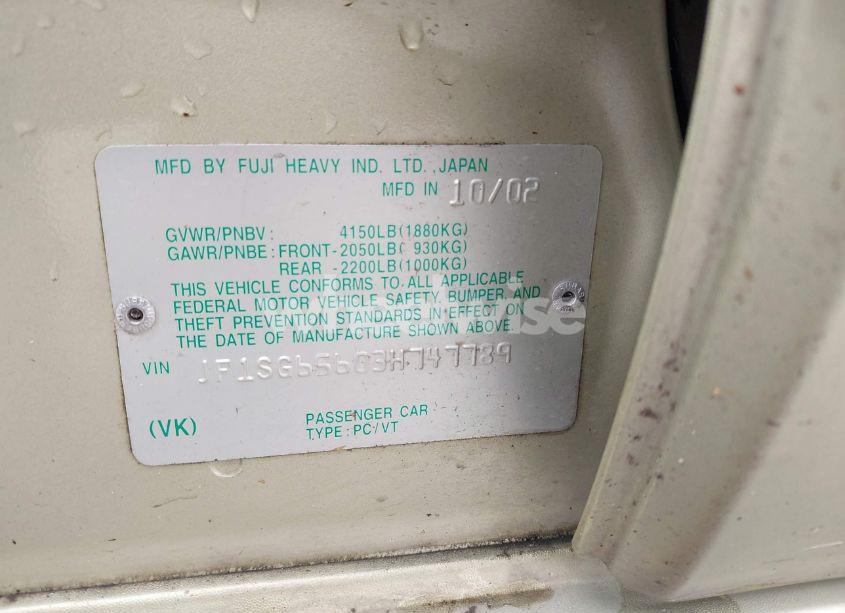 MFD BY FUJI HEAVY IND. LTD. JAPAN
MFD IN 10/02
GVWR/PNBV : 4150LB(1880KG)
GAWR/PNBE : FRONT-2050LB( 930KG)
REAR -2200LB(1000KG)
THIS VEHICLE CONFORMS TO ALL APPLICABLE
FEDERAL MOTOR VEHICLE SAFETY, BUMPER, AND
THEFT PREVENTION STANDARDS IN EFFECT ON
THE DATE OF MANUFACTURE SHOWN ABOVE.
VIN JF1SG65663H747789
(VK)
PASSENGER CAR
TYPE : PC/VT